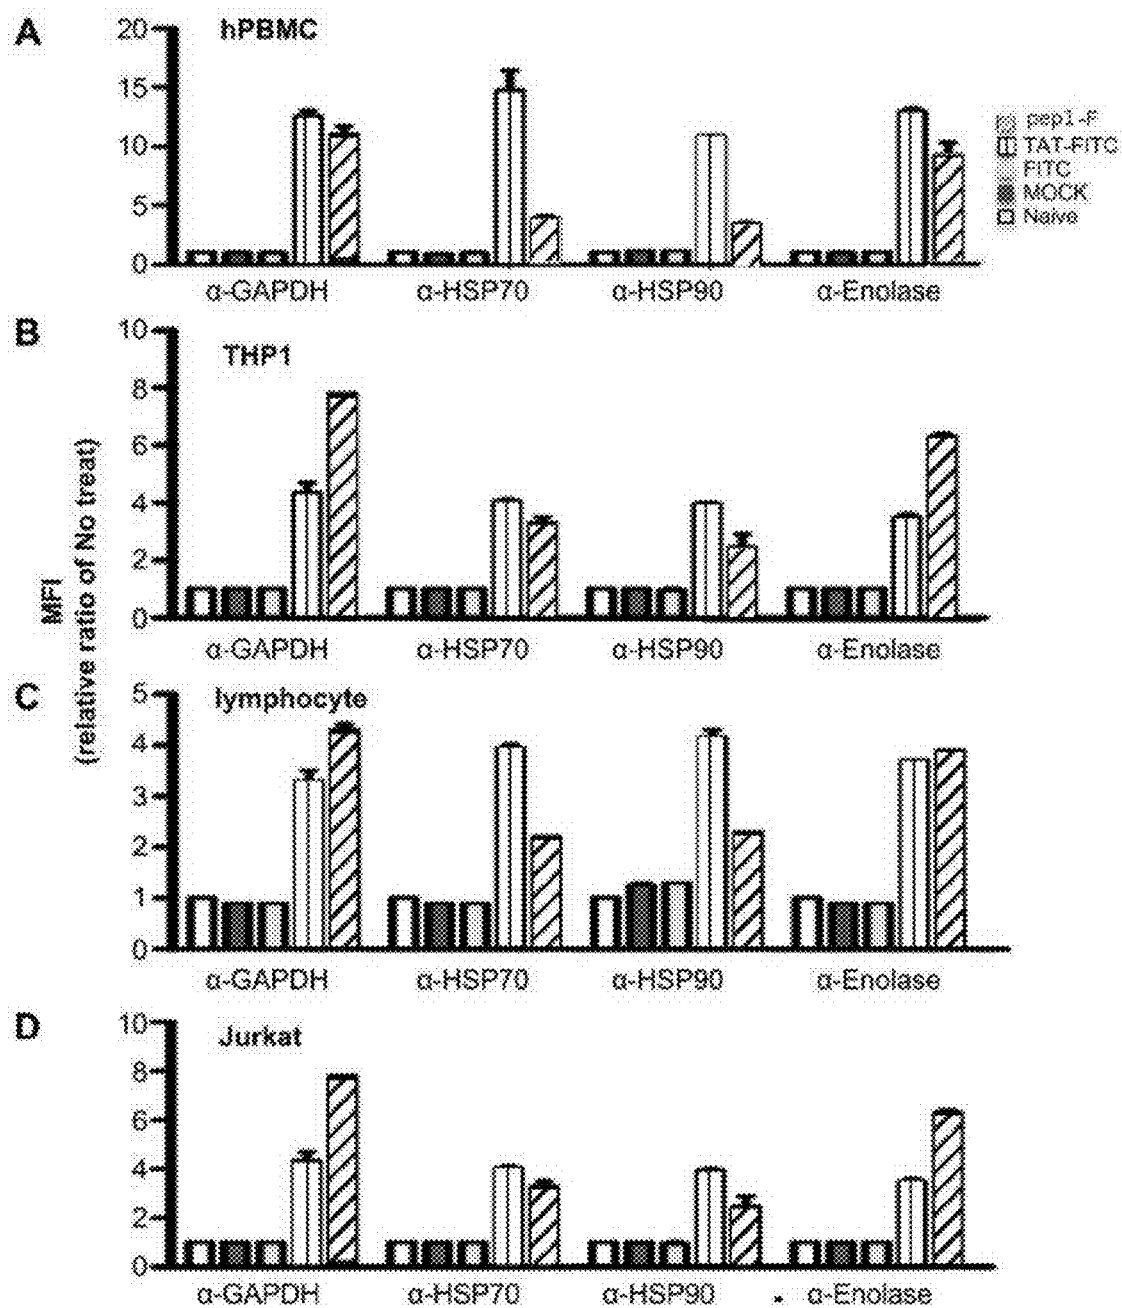 A
hPBMC
20
15
10
5
0
α-GAPDH α-HSP70 α-HSP90 α-Enolase
pep1-F
TAT-FITC
FITC
MOCK
Naive
B
THP1
10
8
6
4
2
0
α-GAPDH α-HSP70 α-HSP90 α-Enolase
MFI
(relative ratio of No treat)
C
lymphocyte
5
4
3
2
1
0
α-GAPDH α-HSP70 α-HSP90 α-Enolase
D
Jurkat
10
8
6
4
2
0
α-GAPDH α-HSP70 α-HSP90 α-Enolase